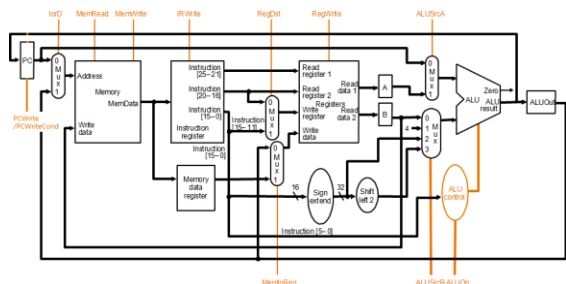 IorD
MemRead
MemWrite
IRWrite
RegDst
RegWrite
ALUSrcA
PC
0
M
u
x
1
Address
Memory
MemData
Write
data
PCWrite
/PCWriteCond
Instruction
[25–21]
Instruction
[20–16]
Instruction
[15–0]
Instruction
register
Instruction
[15–0]
Memory
data
register
Instruction
[15–11]
0
M
u
x
1
0
M
u
x
1
Read
register 1
Read
register 2
Registers
Write
register
Write
data
Read
data 1
Read
data 2
A
B
4
0
M
u
x
1
0
1
M
u
x
2
3
Zero
ALU
ALU
result
ALUOut
16
Sign
extend
32
Shift
left 2
ALU
control
Instruction [5–0]
MemtoReg
ALUSrcB
ALUOp